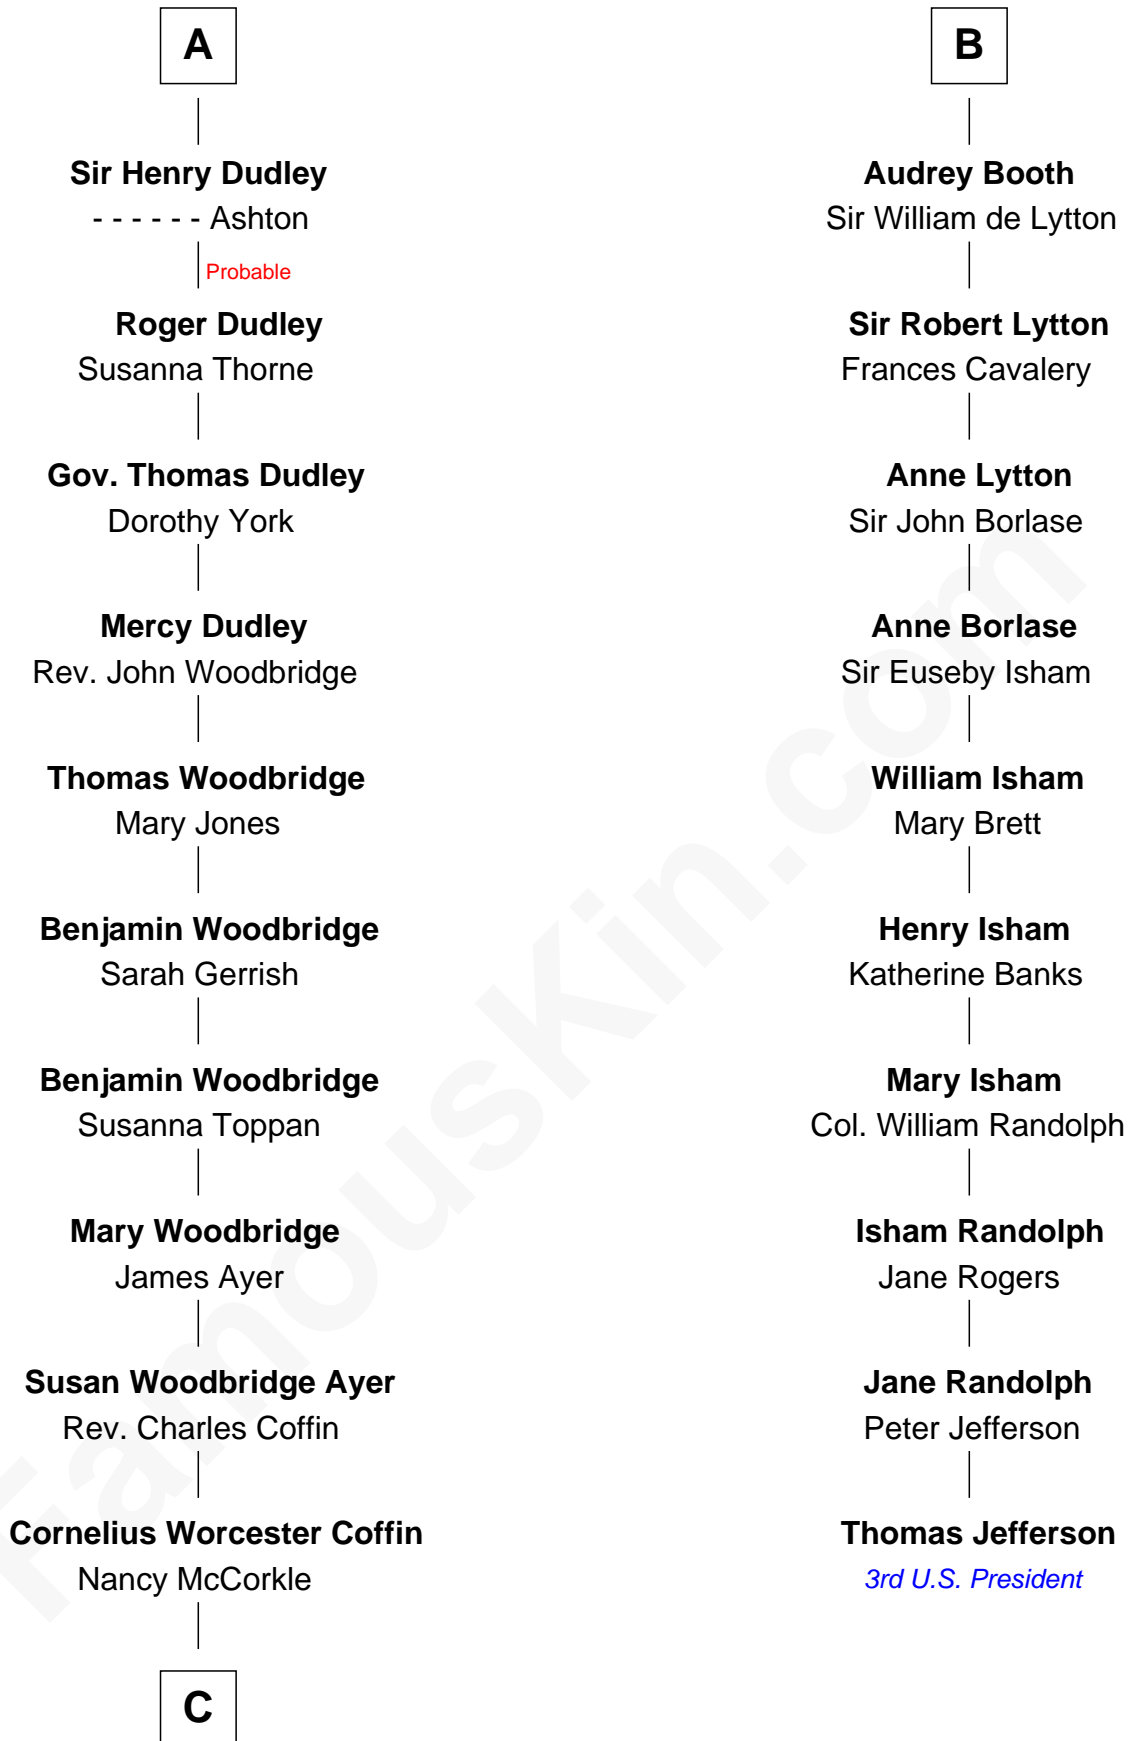 A
Sir Henry Dudley
- - - - - - Ashton
Probable
Roger Dudley
Susanna Thorne
Gov. Thomas Dudley
Dorothy York
Mercy Dudley
Rev. John Woodbridge
Thomas Woodbridge
Mary Jones
Benjamin Woodbridge
Sarah Gerrish
Benjamin Woodbridge
Susanna Toppan
Mary Woodbridge
James Ayer
Susan Woodbridge Ayer
Rev. Charles Coffin
Cornelius Worcester Coffin
Nancy McCorkle
C
B
Audrey Booth
Sir William de Lytton
Sir Robert Lytton
Frances Cavalery
Anne Lytton
Sir John Borlase
Anne Borlase
Sir Euseby Isham
William Isham
Mary Brett
Henry Isham
Katherine Banks
Mary Isham
Col. William Randolph
Isham Randolph
Jane Rogers
Jane Randolph
Peter Jefferson
Thomas Jefferson
3rd U.S. President
FamousKin.com